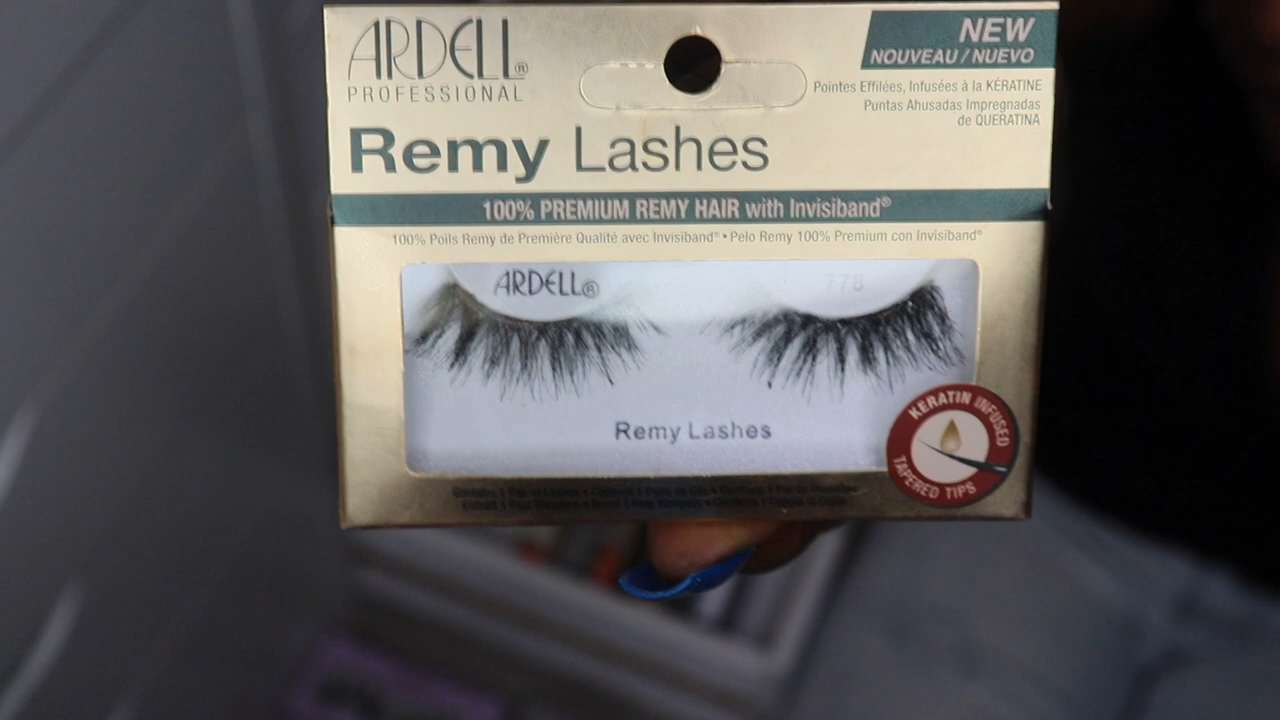 ARDELL®
PROFESSIONAL
Remy Lashes
NEW
NOUVEAU / NUEVO
Pointes Effilées, Infusées à la KÉRATINE
Puntas Ahusadas Impregnadas
de QUERATINA
100% PREMIUM REMY HAIR with Invisiband®
100% Poils Remy de Première Qualité avec Invisiband® • Pelo Remy 100% Premium con Invisiband®
ARDELL®
778
Remy Lashes
KERATIN INFUSED
TAPERED TIPS